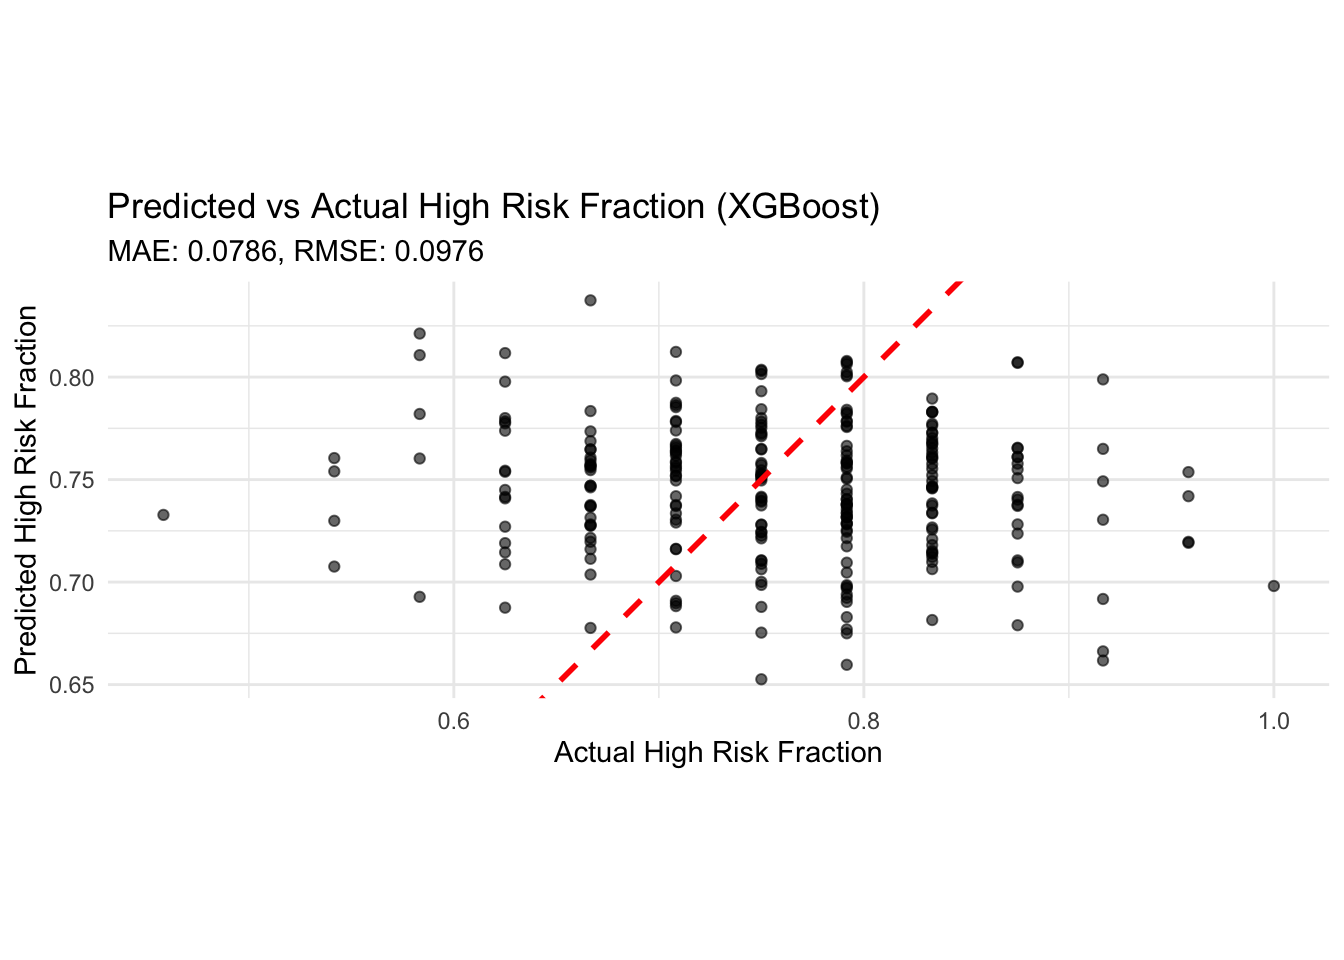 Predicted vs Actual High Risk Fraction (XGBoost)
MAE: 0.0786, RMSE: 0.0976
Predicted High Risk Fraction
0.80
0.75
0.70
0.65
0.6
0.8
1.0
Actual High Risk Fraction